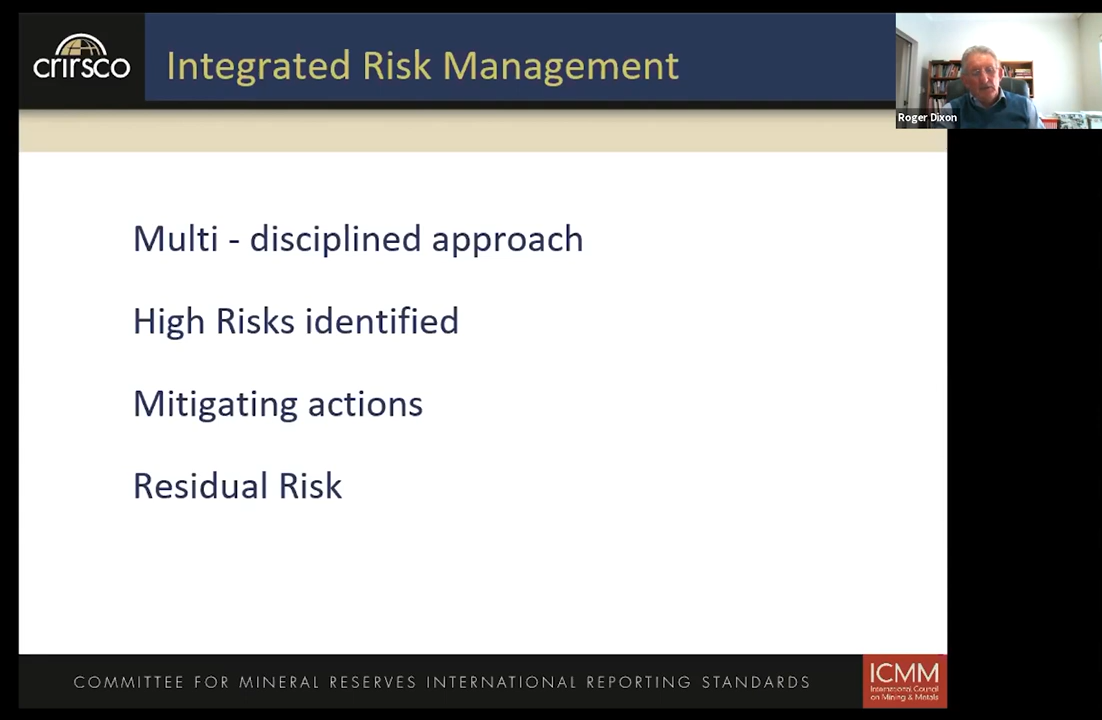 crirsco
Integrated Risk Management
Roger Dixon
Multi - disciplined approach
High Risks identified
Mitigating actions
Residual Risk
COMMITTEE FOR MINERAL RESERVES INTERNATIONAL REPORTING STANDARDS
ICMM
International Council
on Mining & Metals